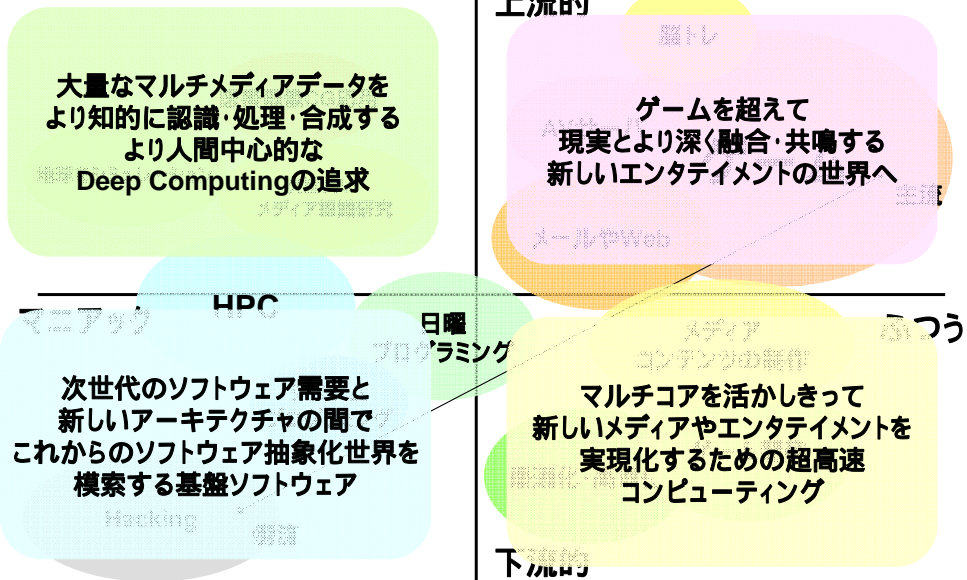 上流的
脳トレ
大量なマルチメディアデータを
より知的に認識・処理・合成する
より人間中心的な
Deep Computingの追求
メディア認識研究
ゲームを超えて
現実とより深く融合・共鳴する
新しいエンタテイメントの世界へ
主流
メールやWeb
HPC
マニアック
日曜
プログラミング
ふつう
メディア
コンテンツの製作
次世代のソフトウェア需要と
新しいアーキテクチャの間で
これからのソフトウェア抽象化世界を
模索する基盤ソフトウェア
Hacking
マルチコアを活かしきって
新しいメディアやエンタテイメントを
実現化するための超高速
コンピューティング
下流的